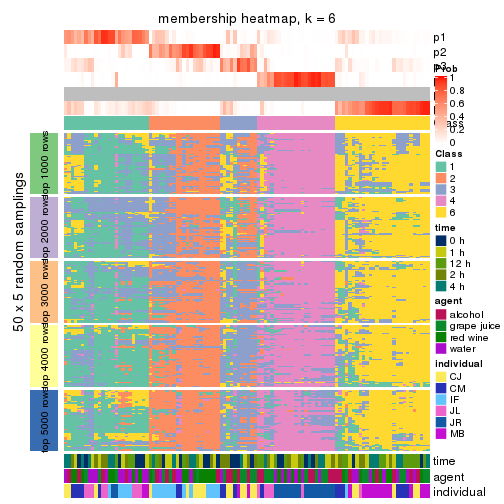 membership heatmap, k = 6
p1
p2
Prob
1
0.8
0.6
0.4
0.2
0
Class
1
2
3
4
6
time
0 h
1 h
12 h
2 h
4 h
agent
alcohol
grape juice
red wine
water
individual
CJ
CM
IF
JL
JR
MB
50 x 5 random samplings
top 1000 rows
top 2000 rows
top 3000 rows
top 4000 rows
top 5000 rows
time
agent
individual